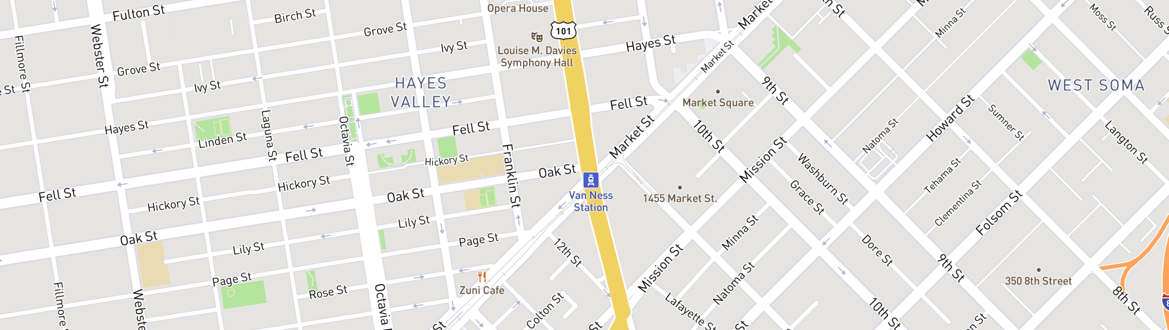 Opera House
Fulton St
Birch St
Grove St
101
Louise M. Davies
Symphony Hall
Ivy St
Hayes St
Market
Market St
Minna St
Moss St
Russ S
Fillmore St
Webster St
Grove St
Ivy St
HAYES
VALLEY
Fell St
Market Square
9th St
WEST SOMA
Hayes St
Linden St
Laguna St
Octavia St
Fell St
Market St
10th St
Mission St
Natoma St
Howard St
Sumner St
Langton St
Fell St
Hickory St
Hickory St
Hickory St
Franklin St
Oak St
Oak St
Van Ness
Station
1455 Market St.
Washburn St
Grace St
Tehama St
Clementina St
Folsom St
Oak St
Lily St
Lily St
Page St
Page St
Rose St
Zuni Cafe
12th St
Mission St
Minna St
Natoma St
Dore St
9th St
350 8th Street
8th St
Fillmore St
Webste
Octavia
Colton St
Lafayette St
10th St